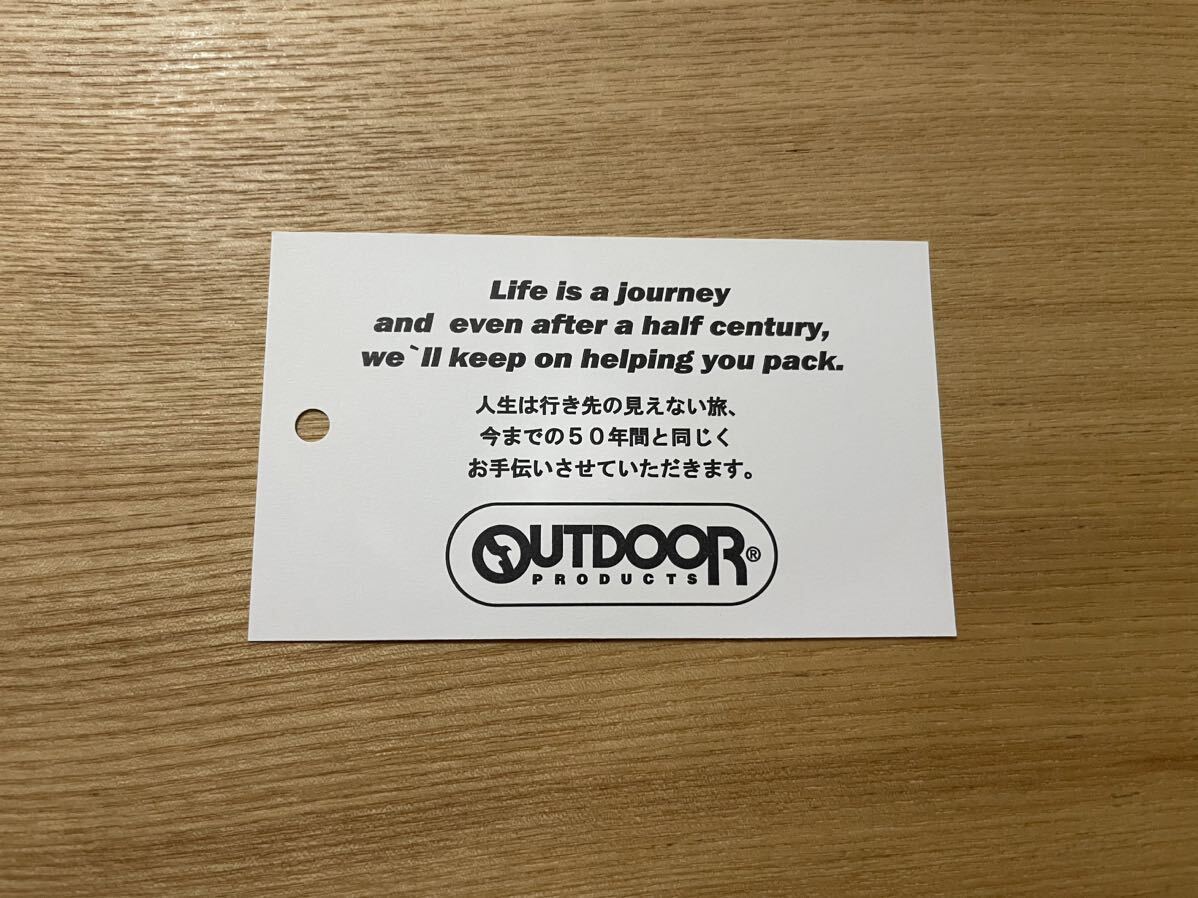 Life is a journey
and  even after a half century,
we`ll keep on helping you pack.
人生は行き先の見えない旅、
今までの５０年間と同じく
お手伝いさせていただきます。
OUTDOOR®
PRODUCTS